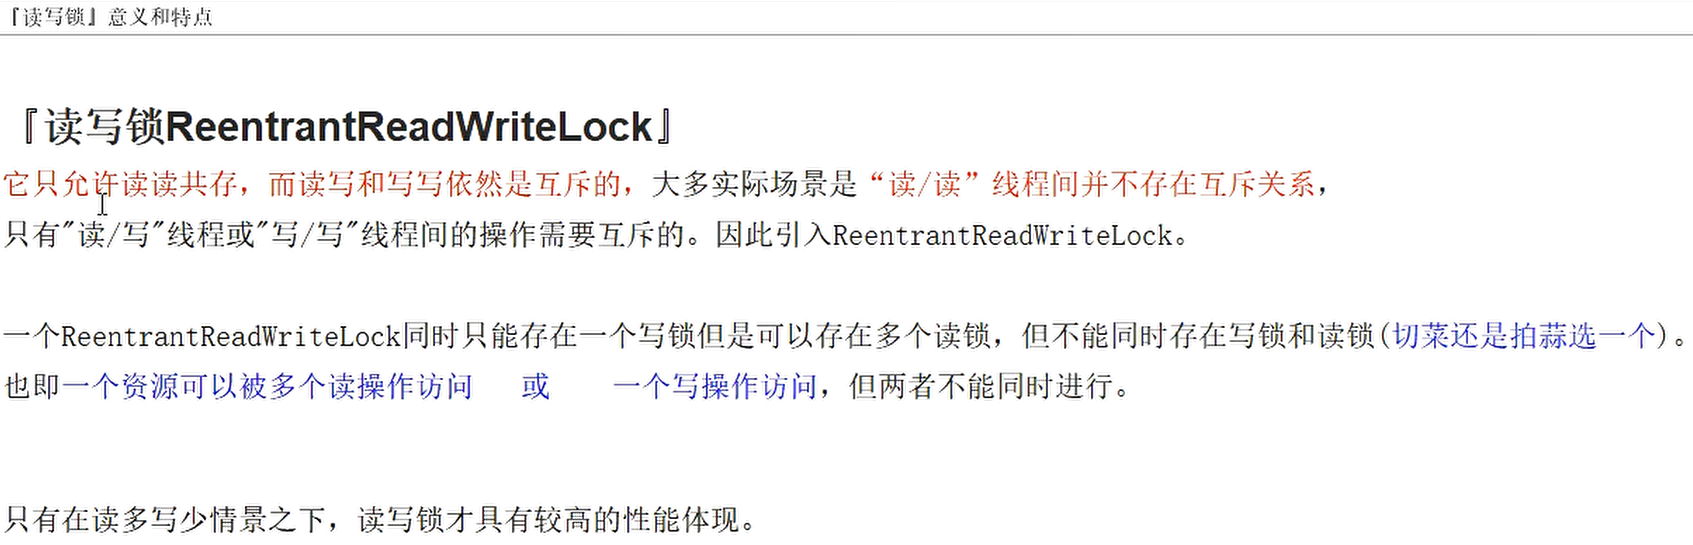 『读写锁』意义和特点
『读写锁ReentrantReadWriteLock』
它只允许读读共存，而读写和写写依然是互斥的，大多实际场景是“读/读”线程间并不存在互斥关系，
只有"读/写"线程或"写/写"线程间的操作需要互斥的。因此引入ReentrantReadWriteLock。
一个ReentrantReadWriteLock同时只能存在一个写锁但是可以存在多个读锁，但不能同时存在写锁和读锁(切菜还是拍蒜选一个)。
也即一个资源可以被多个读操作访问 或 一个写操作访问，但两者不能同时进行。
只有在读多写少情景之下，读写锁才具有较高的性能体现。